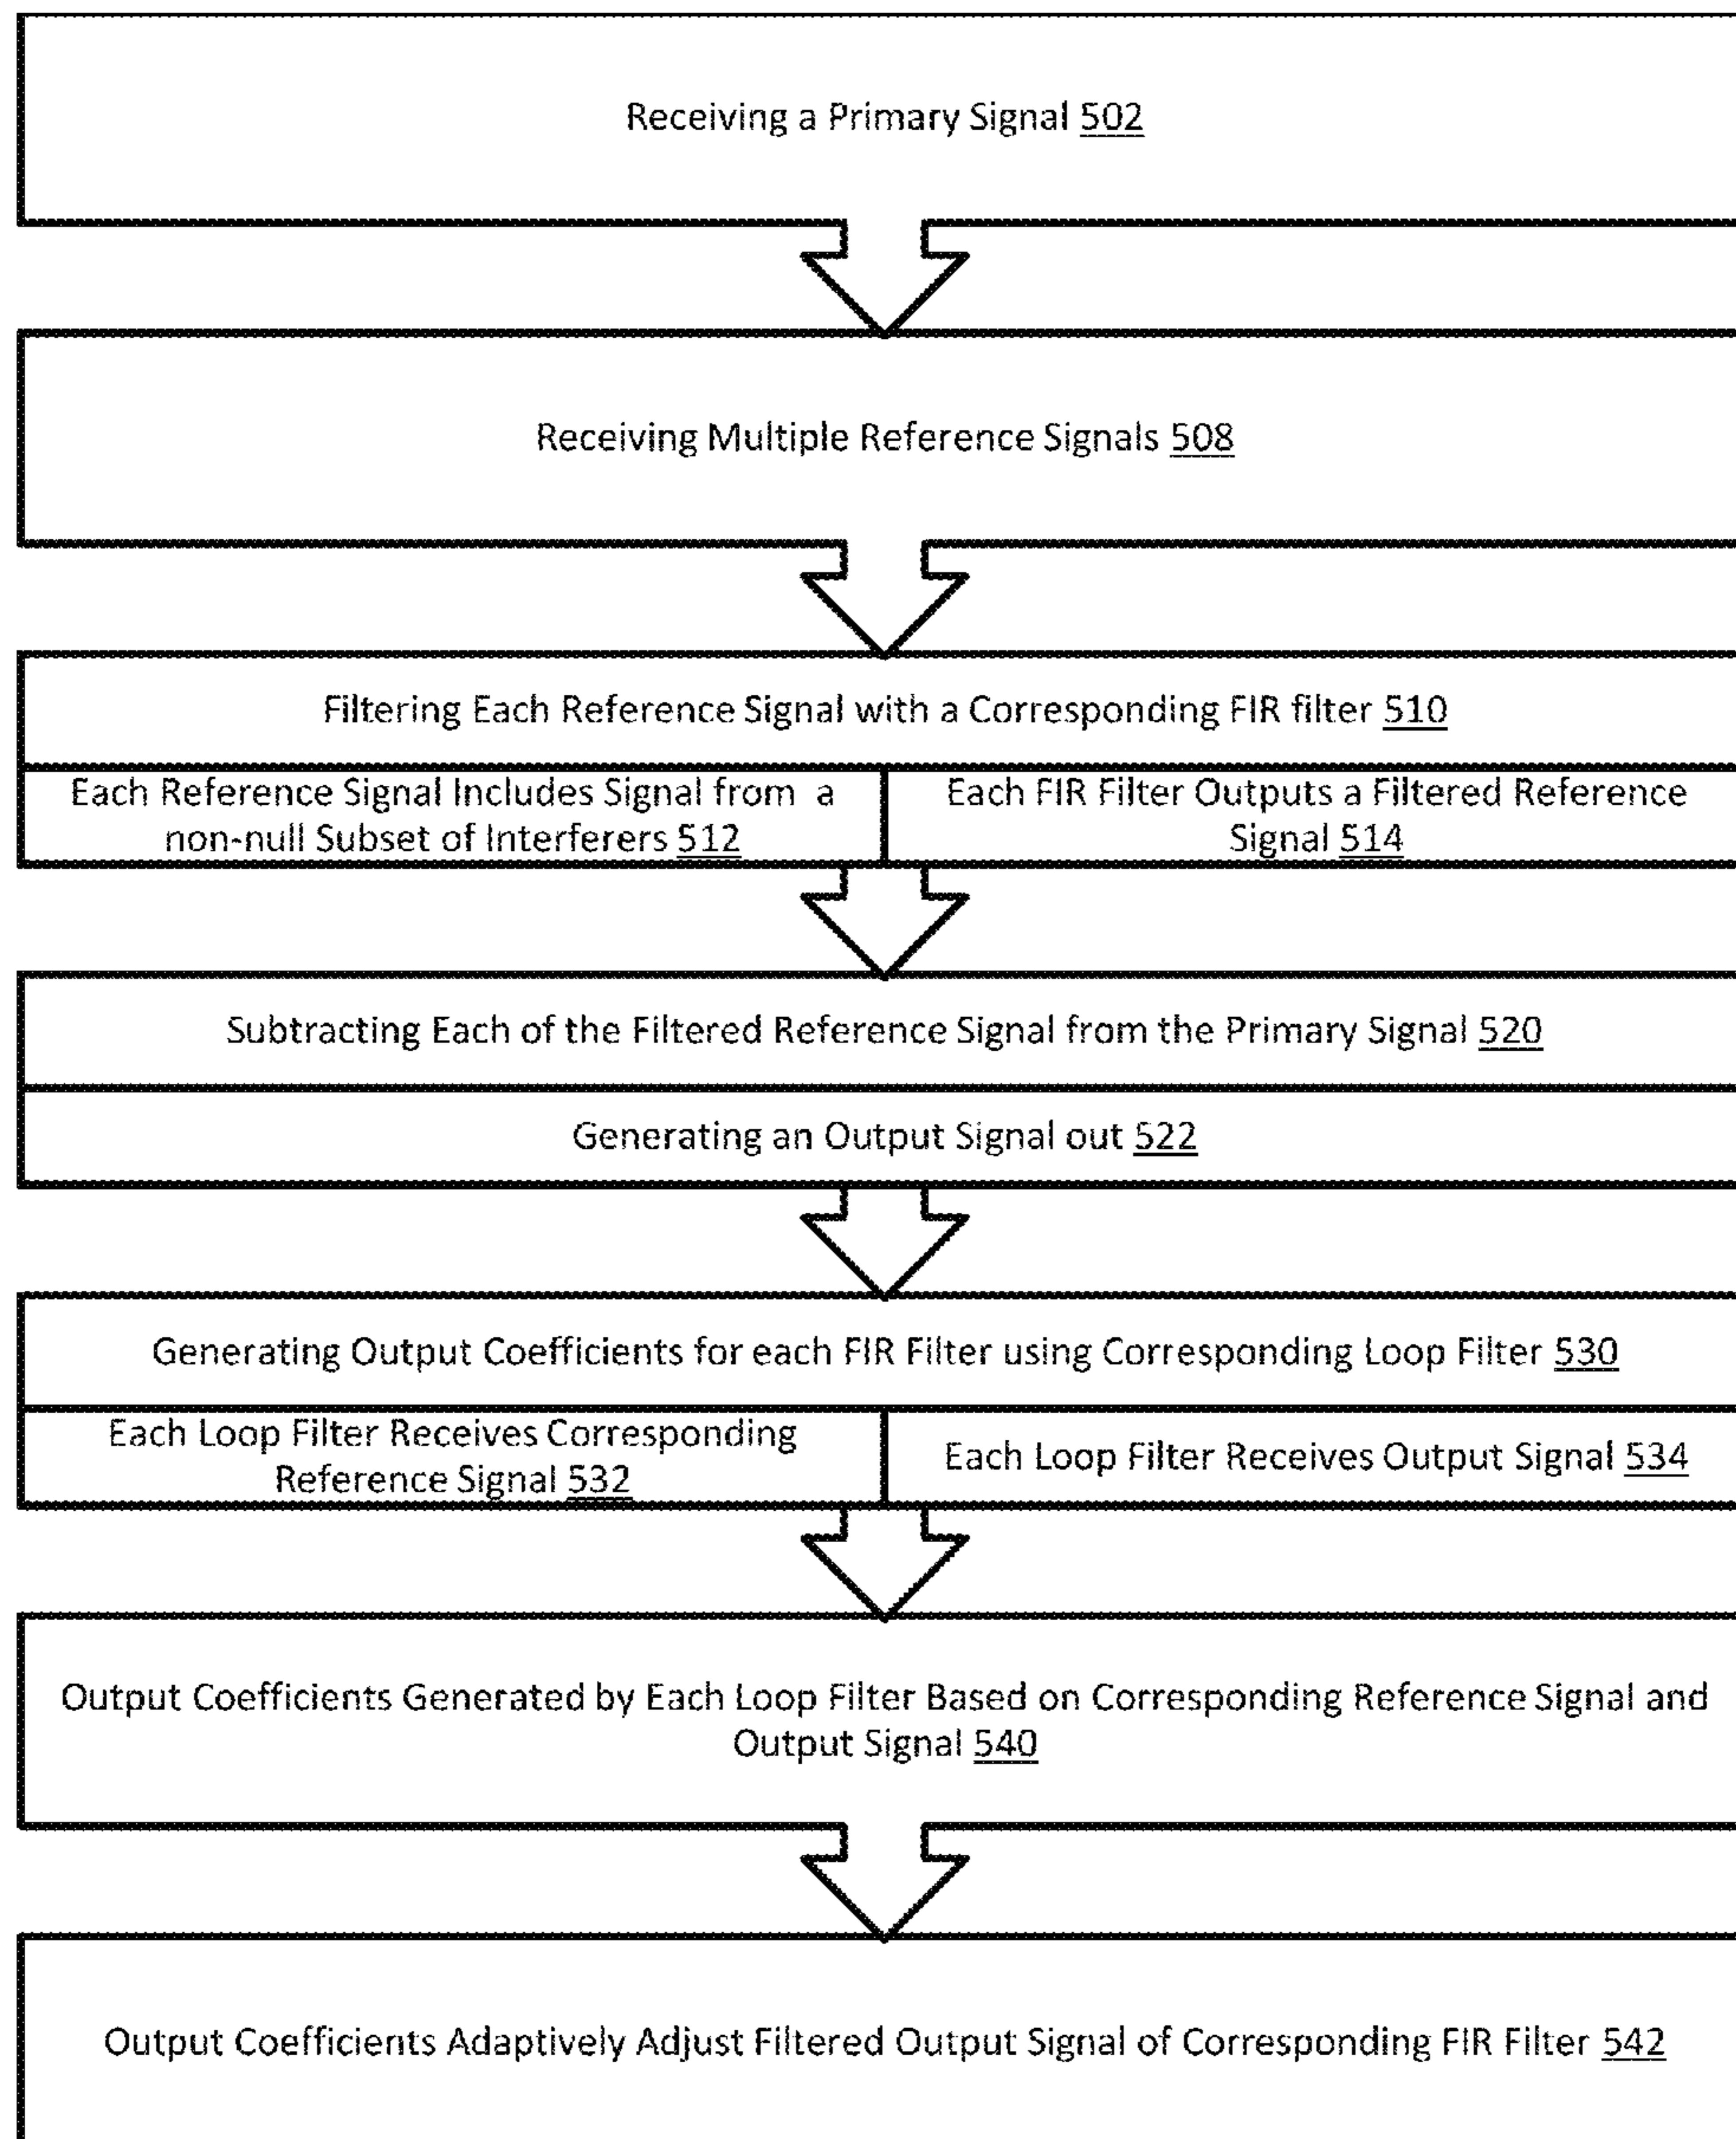 Receiving a Primary Signal 502
Receiving Multiple Reference Signals 508
Filtering Each Reference Signal with a Corresponding FIR filter 510
Each Reference Signal Includes Signal from a
non-null Subset of Interferers 512
Each FIR Filter Outputs a Filtered Reference
Signal 514
Subtracting Each of the Filtered Reference Signal from the Primary Signal 520
Generating an Output Signal out 522
Generating Output Coefficients for each FIR Filter using Corresponding Loop Filter 530
Each Loop Filter Receives Corresponding
Reference Signal 532
Each Loop Filter Receives Output Signal 534
Output Coefficients Generated by Each Loop Filter Based on Corresponding Reference Signal and
Output Signal 540
Output Coefficients Adaptively Adjust Filtered Output Signal of Corresponding FIR Filter 542